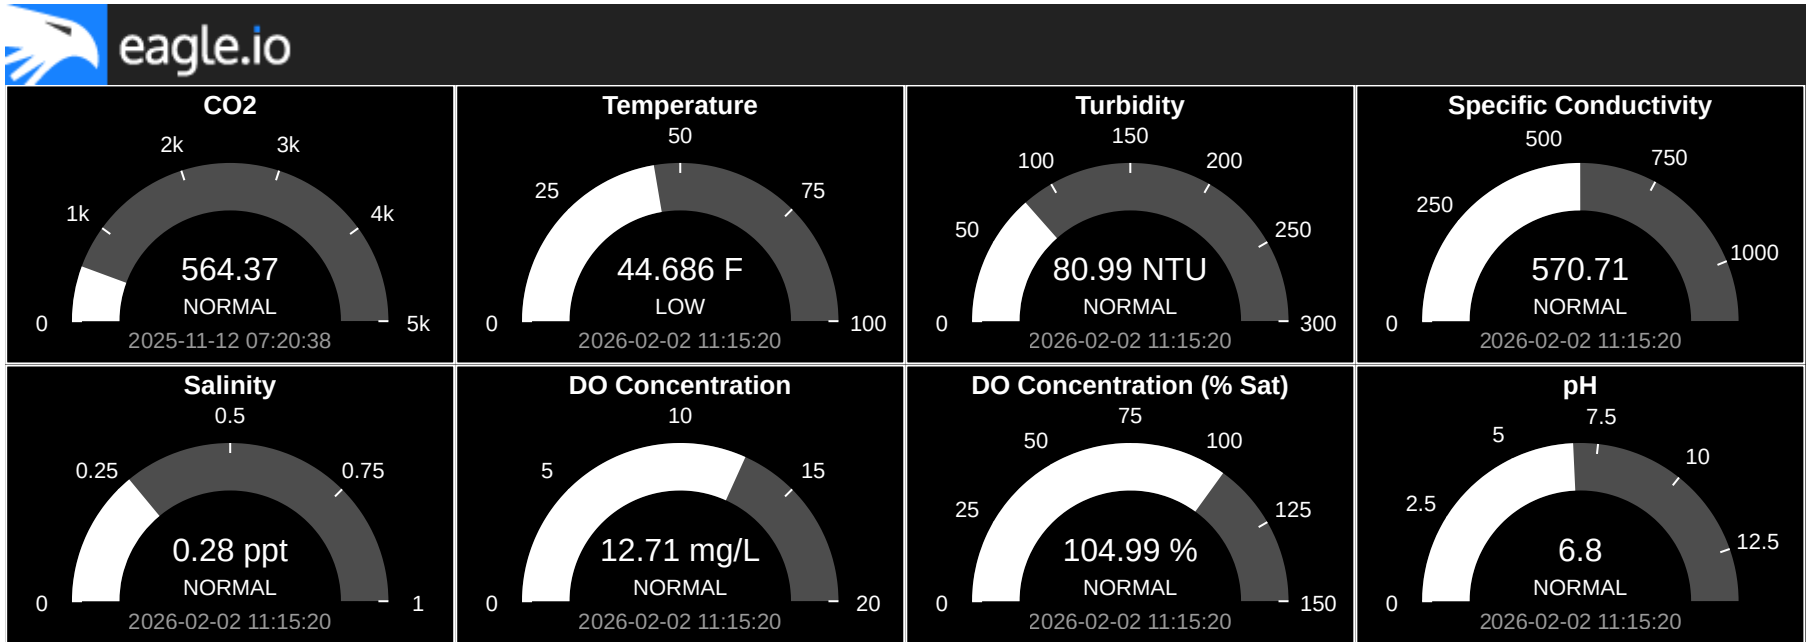 eagle.io
CO2
2k
3k
1k
4k
564.37
NORMAL
0
5k
2025-11-12 07:20:38
Temperature
50
25
75
44.686 F
LOW
0
100
2026-02-02 11:15:20
Turbidity
150
100
200
50
250
80.99 NTU
NORMAL
0
300
2026-02-02 11:15:20
Specific Conductivity
500
750
250
1000
570.71
NORMAL
0
2026-02-02 11:15:20
Salinity
0.5
0.25
0.75
0.28 ppt
NORMAL
0
1
2026-02-02 11:15:20
DO Concentration
10
5
15
12.71 mg/L
NORMAL
0
20
2026-02-02 11:15:20
DO Concentration (% Sat)
75
50
100
25
125
104.99 %
NORMAL
0
150
2026-02-02 11:15:20
pH
7.5
5
10
2.5
12.5
6.8
NORMAL
0
2026-02-02 11:15:20